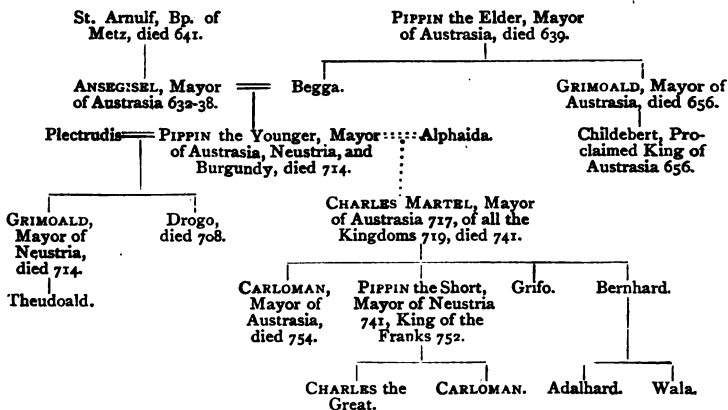 St. Arnulf, Bp. of
Metz, died 641.
PIPPIN the Elder, Mayor
of Austrasia, died 639.
ANSEGISEL, Mayor
of Austrasia 632-38.
Begga.
GRIMOALD, Mayor of
Austrasia, died 656.
Plectrudis
PIPPIN the Younger, Mayor
of Austrasia, Neustria, and
Burgundy, died 714.
Alphaida.
Childebert, Pro-
claimed King of
Austrasia 656.
GRIMOALD,
Mayor of
Neustria,
died 714.
Drogo,
died 708.
CHARLES MARTEL, Mayor
of Austrasia 717, of all the
Kingdoms 719, died 741.
Theudoald.
CARLOMAN,
Mayor of
Austrasia,
died 754.
PIPPIN the Short,
Mayor of Neustria
741, King of the
Franks 752.
Grifo.
Bernhard.
CHARLES the
Great.
CARLOMAN.
Adalhard.
Wala.